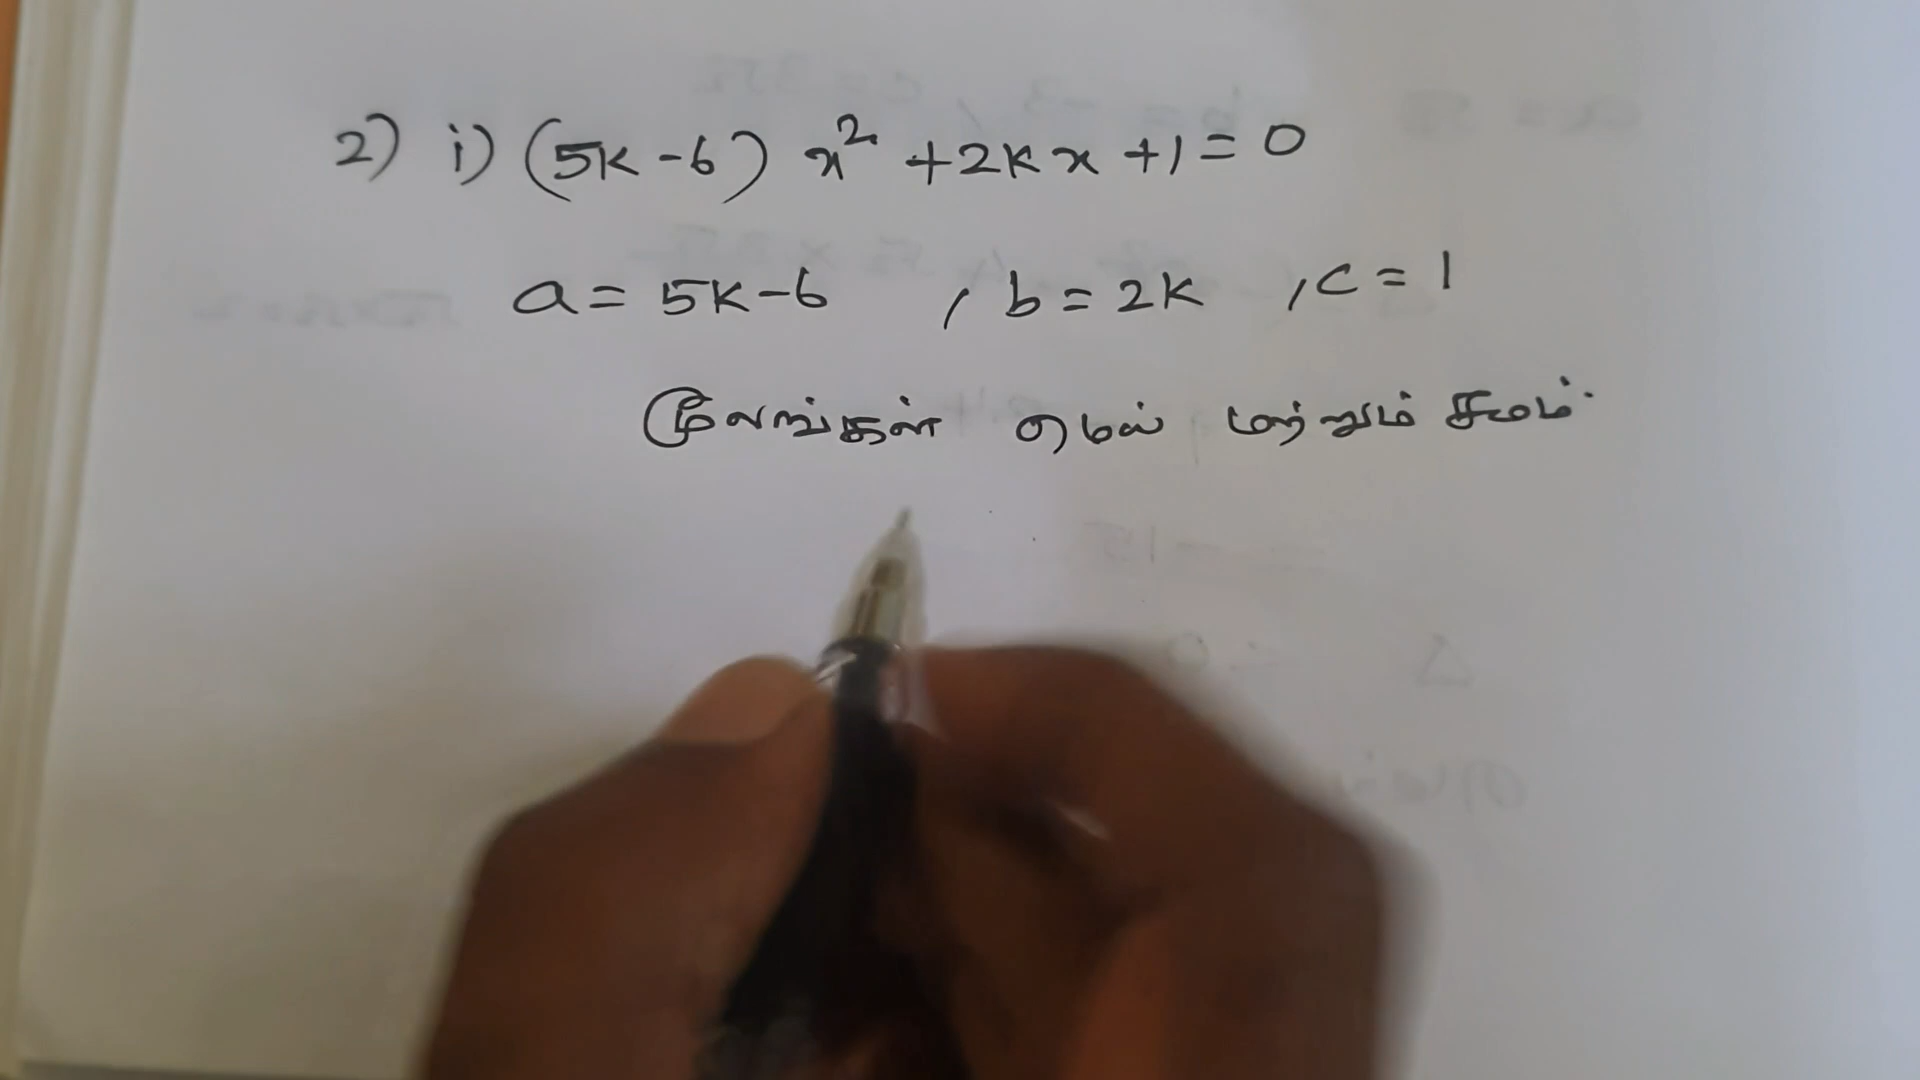 2) i) (5k-6) x² +2kx +1 = 0
a = 5k-6 , b = 2k , c = 1
மூலங்கள் மெய் மற்றும் சமம்.